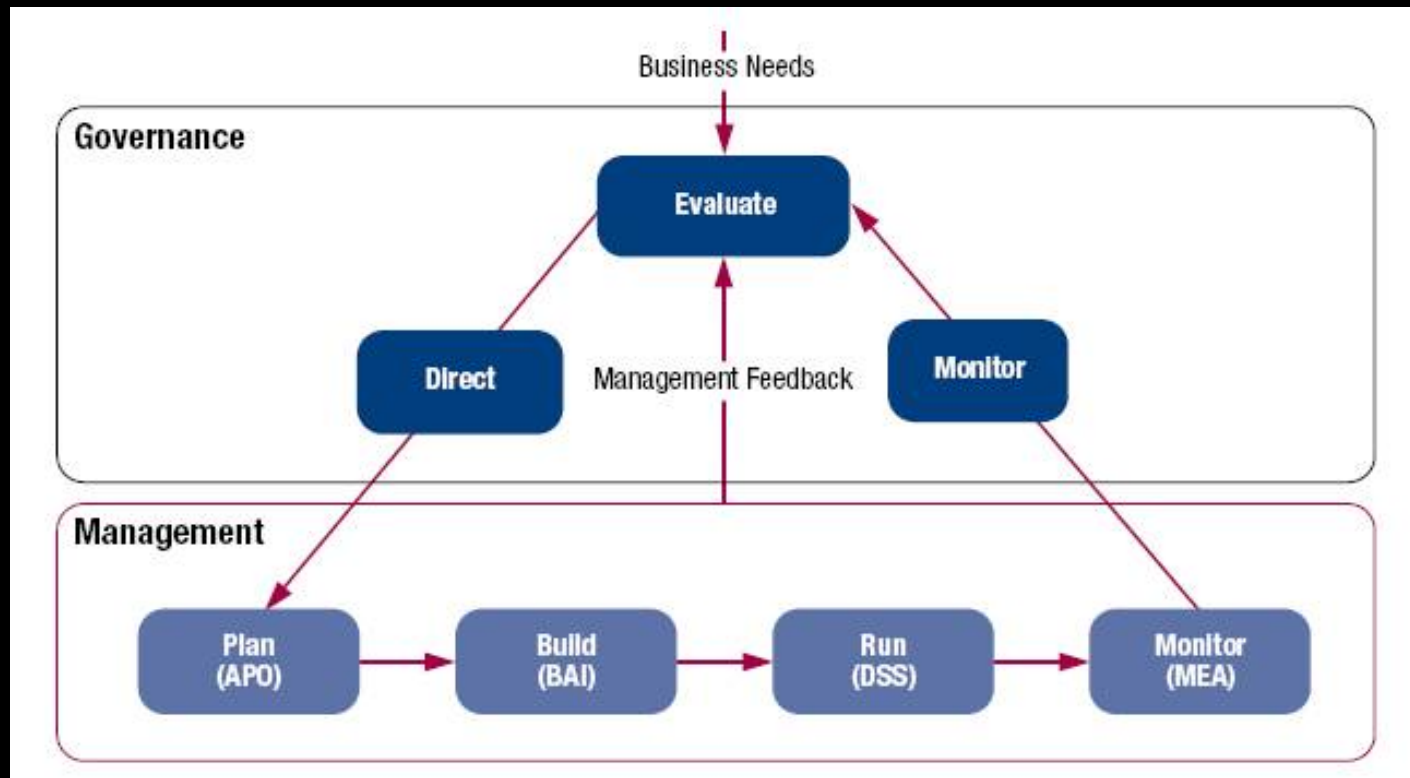 Business Needs
Governance
Evaluate
Direct
Management Feedback
Monitor
Management
Plan
(APO)
Build
(BAI)
Run
(DSS)
Monitor
(MEA)